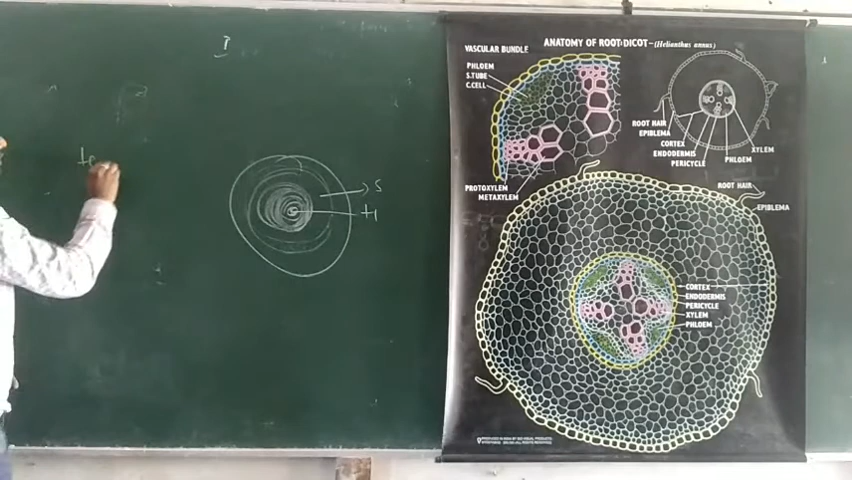 ANATOMY OF ROOT DICOT-(Helianthus annus)
VASCULAR BUNDLE
PHLOEM
S.TUBE
C.CELL
PROTOXYLEM
METAXYLEM
ROOT HAIR
EPIBLEMA
CORTEX
ENDODERMIS
PERICYCLE
PHLOEM
XYLEM
ROOT HAIR
EPIBLEMA
CORTEX
ENDODERMIS
PERICYCLE
XYLEM
PHLOEM
S